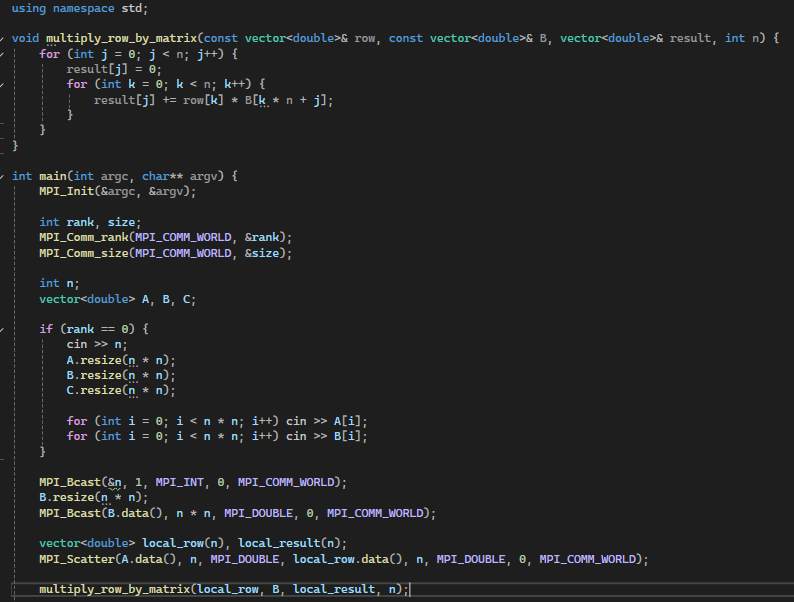 using namespace std;
void multiply_row_by_matrix(const vector<double>& row, const vector<double>& B, vector<double>& result, int n) {
    for (int j = 0; j < n; j++) {
        result[j] = 0;
        for (int k = 0; k < n; k++) {
            result[j] += row[k] * B[k * n + j];
        }
    }
}
int main(int argc, char** argv) {
    MPI_Init(&argc, &argv);
    int rank, size;
    MPI_Comm_rank(MPI_COMM_WORLD, &rank);
    MPI_Comm_size(MPI_COMM_WORLD, &size);
    int n;
    vector<double> A, B, C;
    if (rank == 0) {
        cin >> n;
        A.resize(n * n);
        B.resize(n * n);
        C.resize(n * n);
        for (int i = 0; i < n * n; i++) cin >> A[i];
        for (int i = 0; i < n * n; i++) cin >> B[i];
    }
    MPI_Bcast(&n, 1, MPI_INT, 0, MPI_COMM_WORLD);
    B.resize(n * n);
    MPI_Bcast(B.data(), n * n, MPI_DOUBLE, 0, MPI_COMM_WORLD);
    vector<double> local_row(n), local_result(n);
    MPI_Scatter(A.data(), n, MPI_DOUBLE, local_row.data(), n, MPI_DOUBLE, 0, MPI_COMM_WORLD);
    multiply_row_by_matrix(local_row, B, local_result, n);